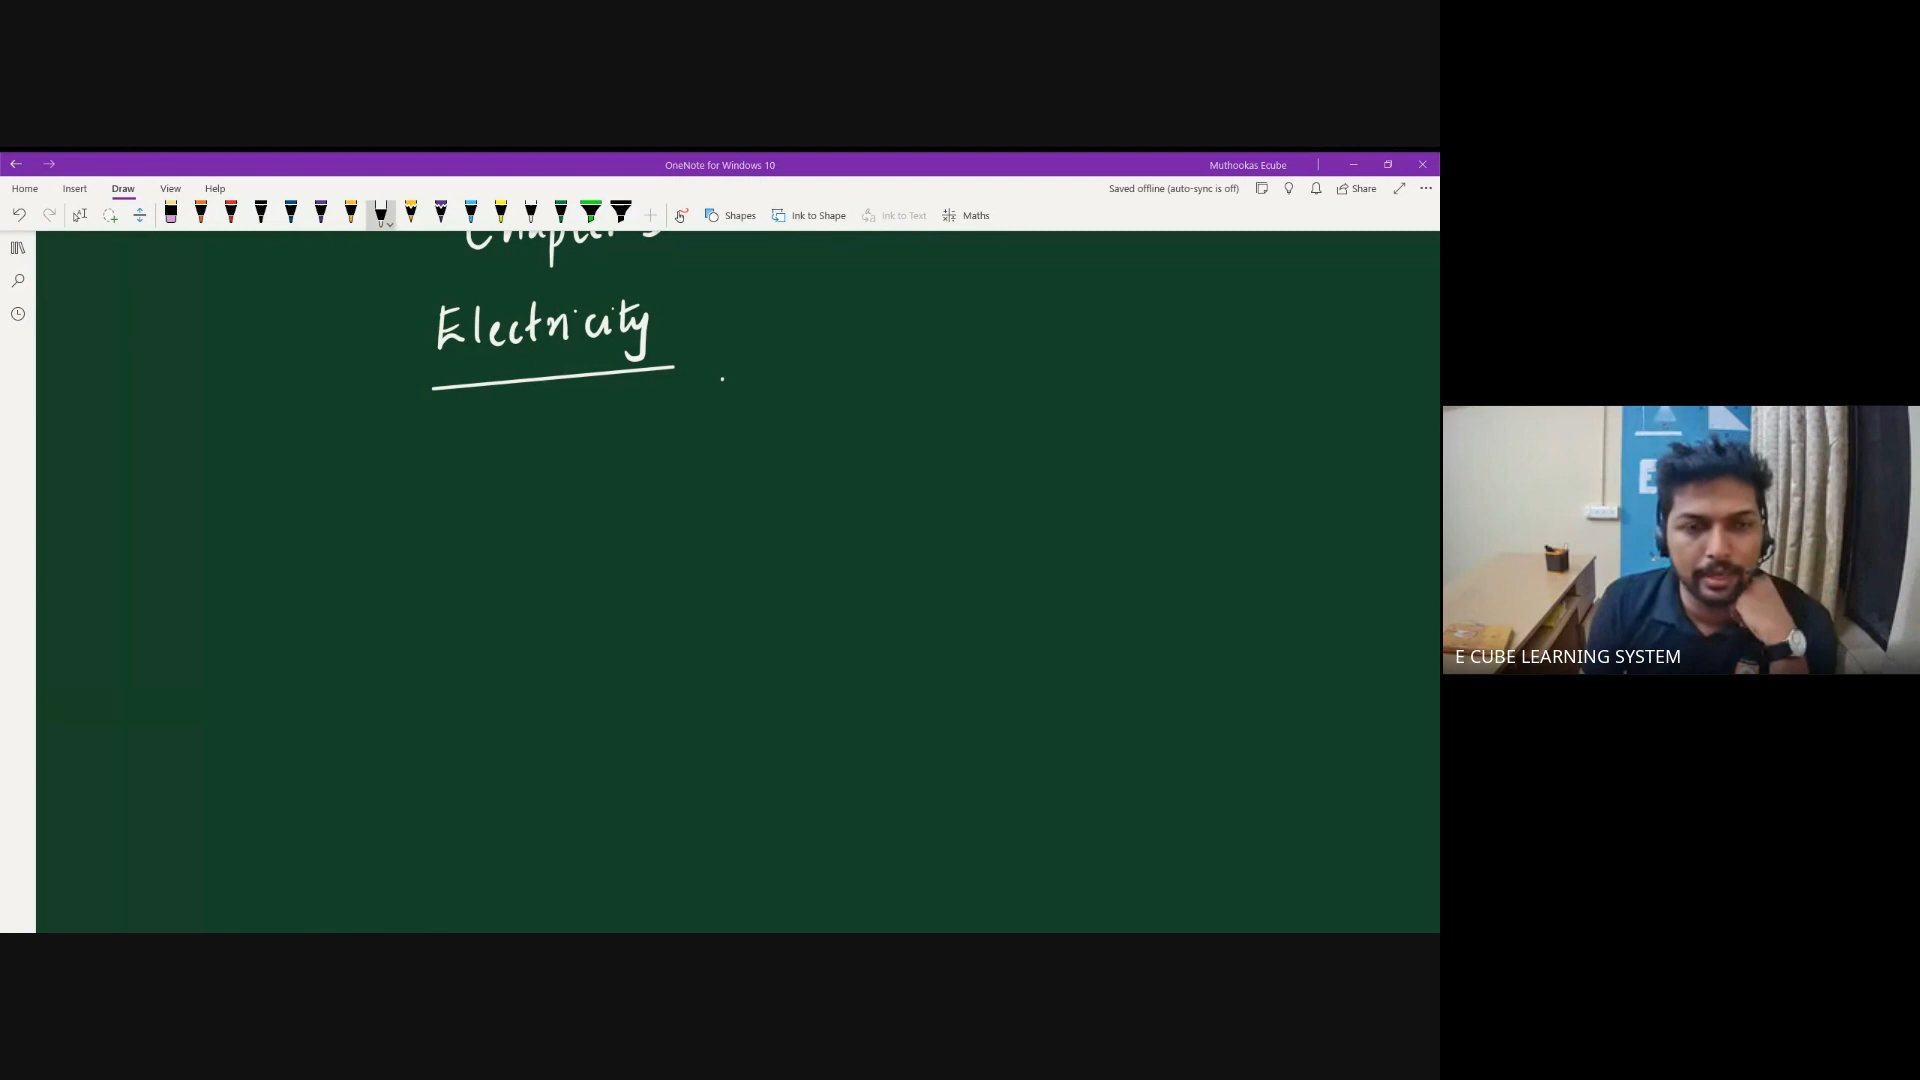 OneNote for Windows 10
Muthookas Ecube
Home Insert Draw View Help
Saved offline (auto-sync is off) Share
Shapes Ink to Shape Ink to Text Maths
Chapter
Electricity
E CUBE LEARNING SYSTEM